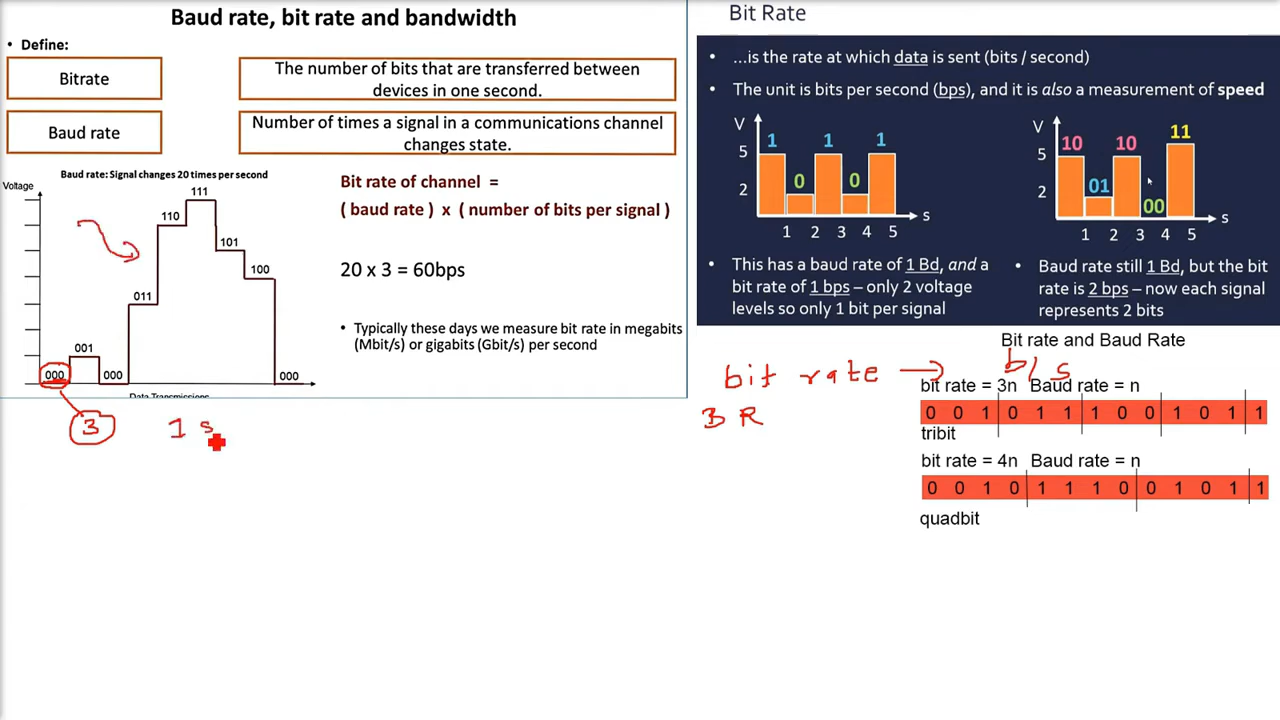 Baud rate, bit rate and bandwidth
• Define:
Bitrate
The number of bits that are transferred between
devices in one second.
Baud rate
Number of times a signal in a communications channel
changes state.
Baud rate: Signal changes 20 times per second
Voltage
000
001
000
011
110
111
101
100
000
Data Transmissions
Bit rate of channel =
( baud rate ) x ( number of bits per signal )
20 x 3 = 60bps
• Typically these days we measure bit rate in megabits
(Mbit/s) or gigabits (Gbit/s) per second
3
1 s
Bit Rate
• ...is the rate at which data is sent (bits / second)
• The unit is bits per second (bps), and it is also a measurement of speed
V
5
2
1 0 1 0 1
1 2 3 4 5
s
V
5
2
10 01 10 00 11
1 2 3 4 5
s
• This has a baud rate of 1 Bd, and a
bit rate of 1 bps – only 2 voltage
levels so only 1 bit per signal
• Baud rate still 1 Bd, but the bit
rate is 2 bps – now each signal
represents 2 bits
Bit rate and Baud Rate
bit rate → b/s
B R
bit rate = 3n Baud rate = n
0 0 1 0 1 1 1 0 0 1 0 1 1
tribit
bit rate = 4n Baud rate = n
0 0 1 0 1 1 1 0 0 1 0 1 1
quadbit